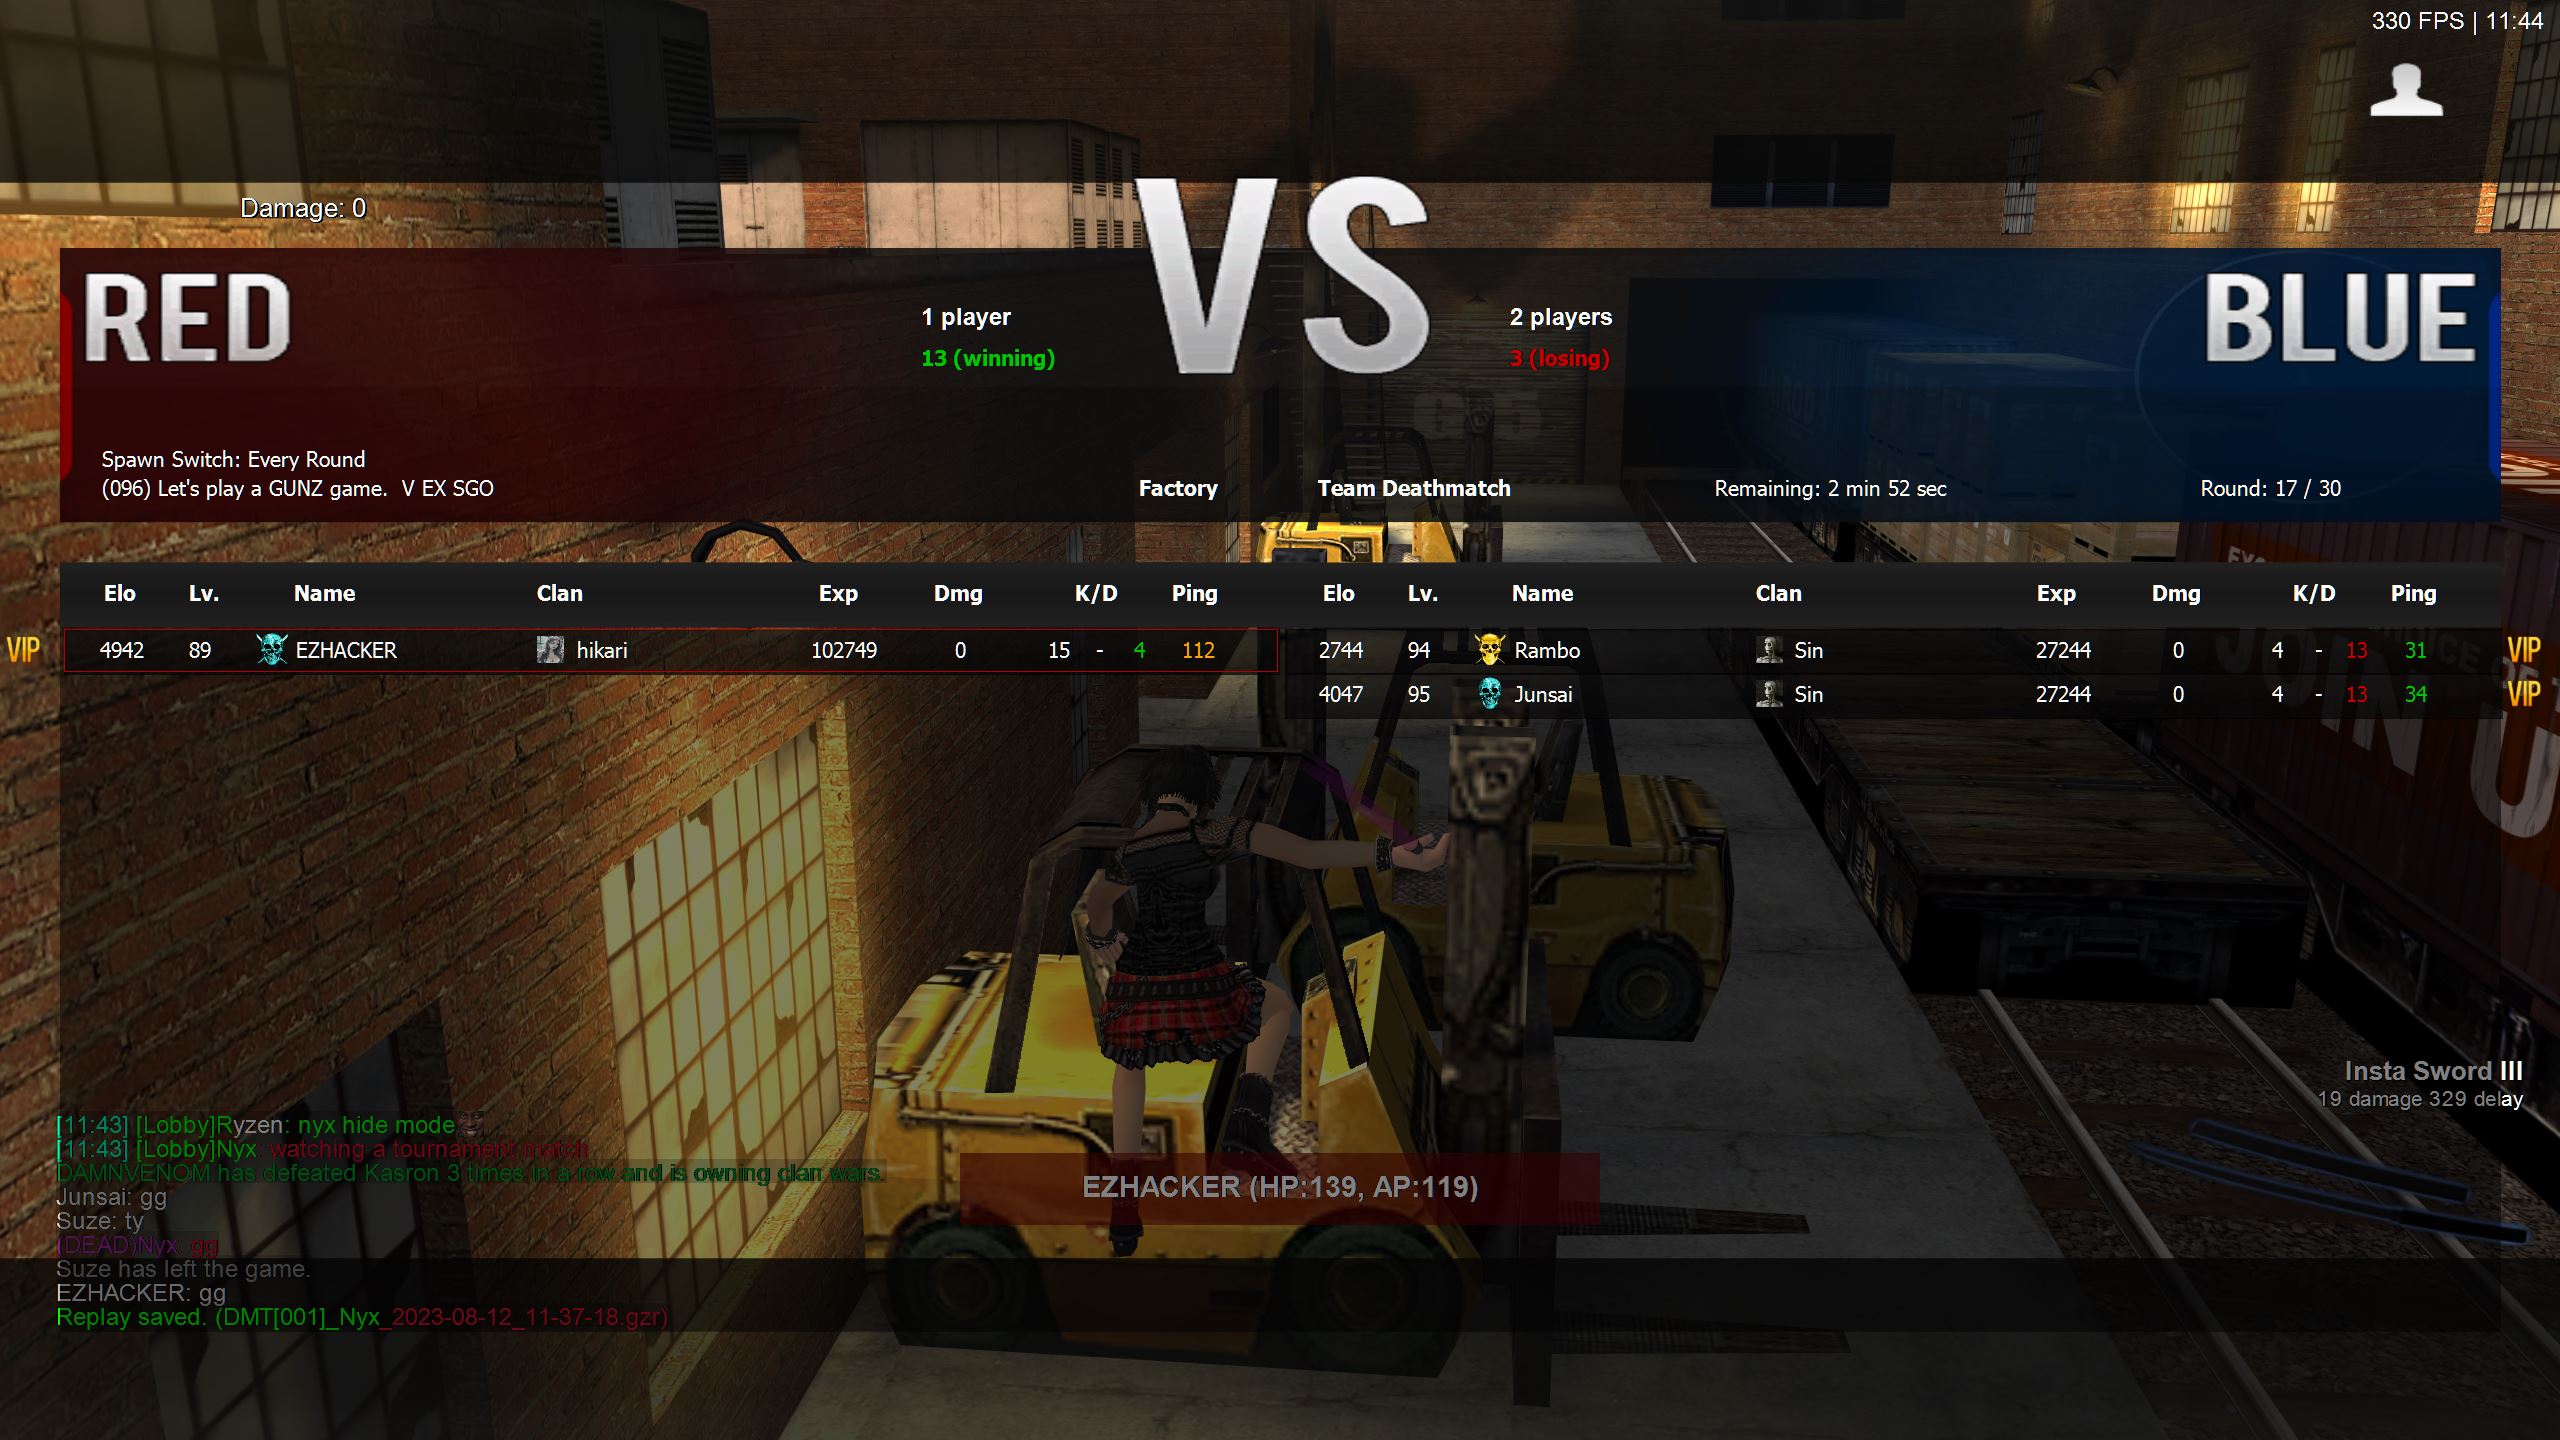 330 FPS | 11:44
Damage: 0
RED
VS
BLUE
1 player
2 players
13 (winning)
3 (losing)
Spawn Switch: Every Round
(096) Let's play a GUNZ game.  V EX SGO
Factory
Team Deathmatch
Remaining: 2 min 52 sec
Round: 17 / 30
Elo Lv. Name Clan Exp Dmg K/D Ping Elo Lv. Name Clan Exp Dmg K/D Ping
VIP 4942 89 EZHACKER hikari 102749 0 15 - 4 112 2744 94 Rambo Sin 27244 0 4 - 13 31 VIP
4047 95 Junsai Sin 27244 0 4 - 13 34 VIP
Insta Sword III
19 damage 329 delay
[11:43] [Lobby]Ryzen: nyx hide mode
[11:43] [Lobby]Nyx: watching a tournament match
DAMNVENOM has defeated Kasron 3 times in a row and is owning clan wars.
Junsai: gg
Suze: ty
(DEAD)Nyx: gg
Suze has left the game.
EZHACKER: gg
Replay saved. (DMT[001]_Nyx_2023-08-12_11-37-18.gzr)
EZHACKER (HP:139, AP:119)